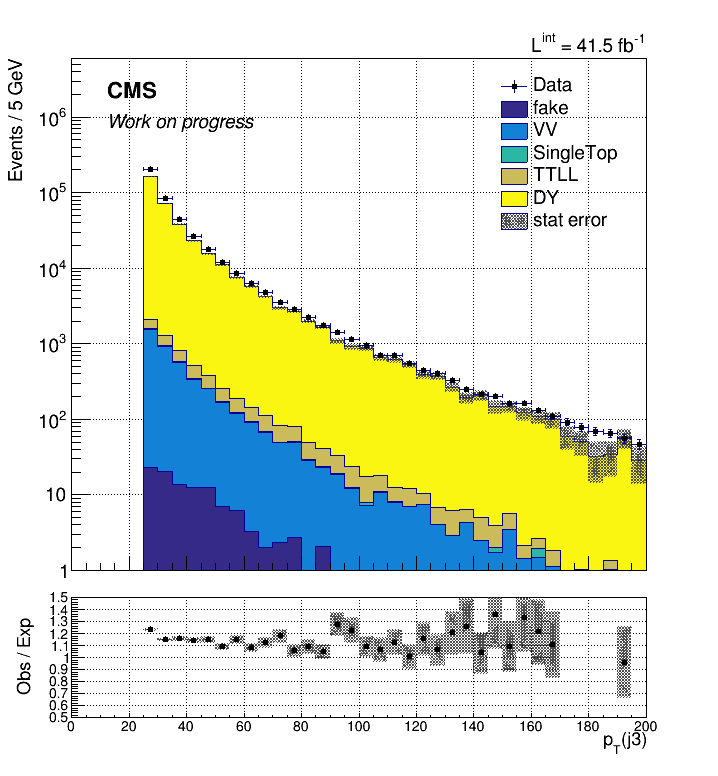 L^int = 41.5 fb^-1
Events / 5 GeV
CMS
Work on progress
Data
fake
VV
SingleTop
TTLL
DY
stat error
10^6
10^5
10^4
10^3
10^2
10
1
Obs / Exp
1.5
1.4
1.3
1.2
1.1
1
0.9
0.8
0.7
0.6
0.5
0 20 40 60 80 100 120 140 160 180 200
p_T(j3)